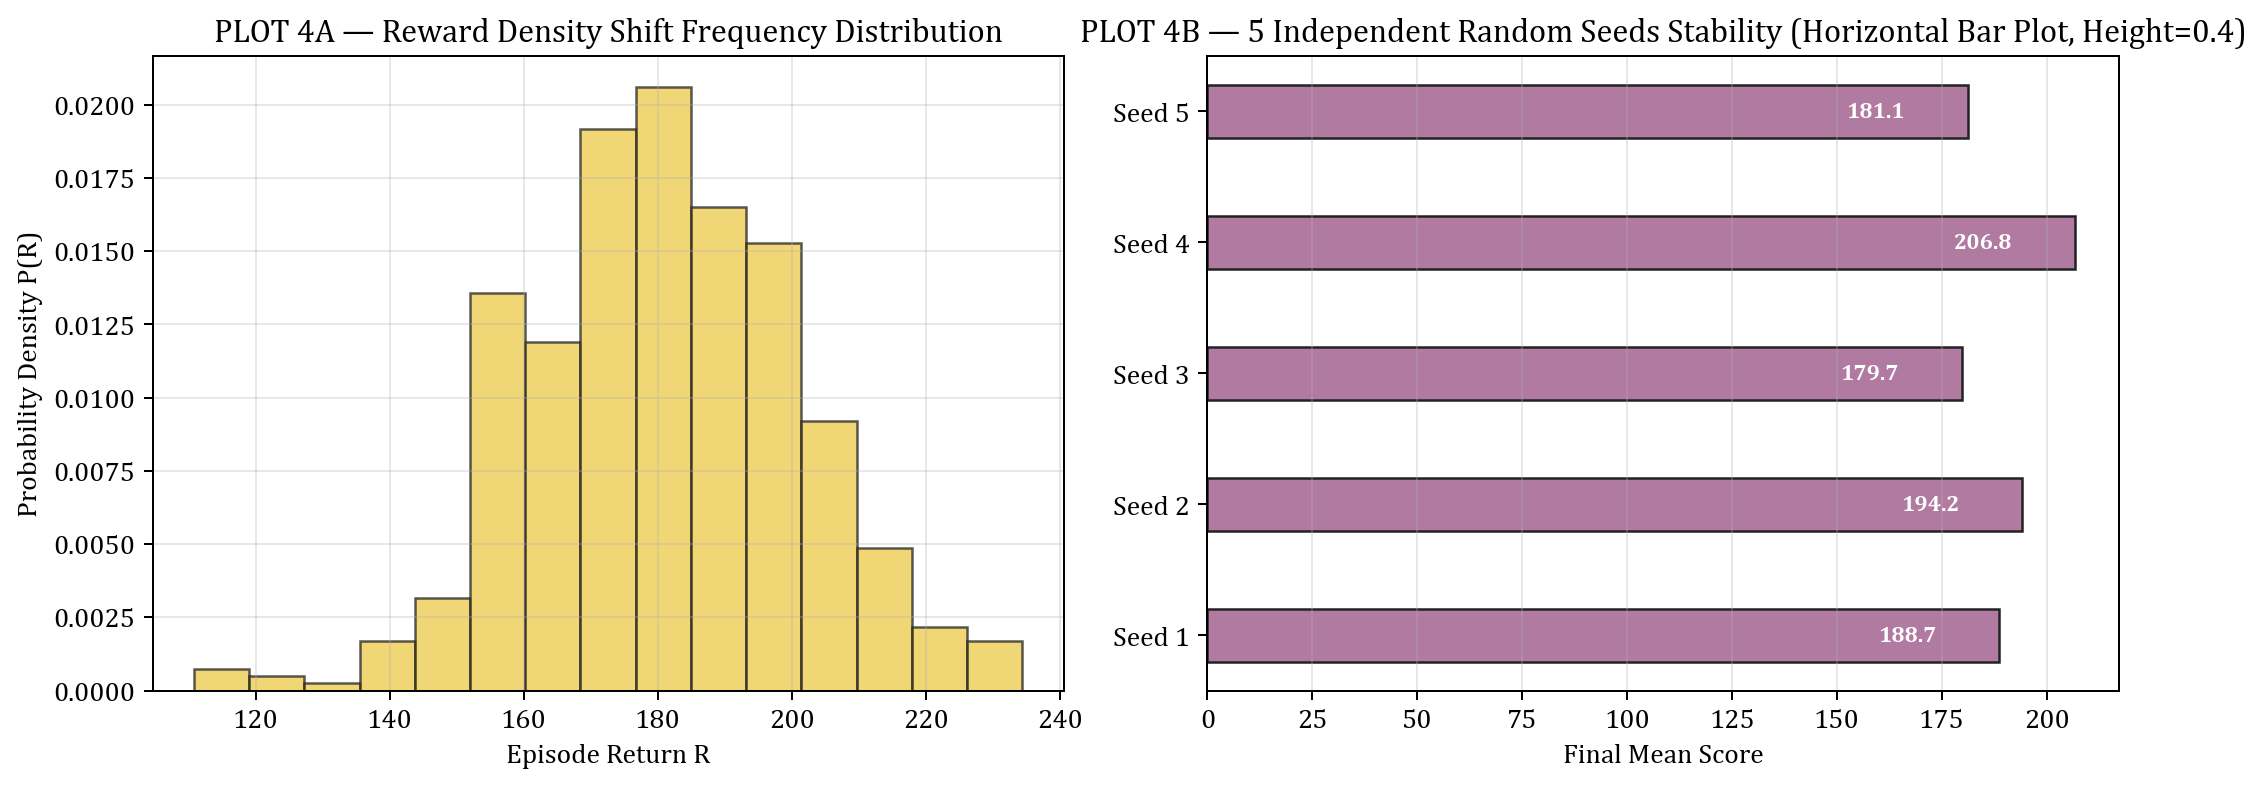 PLOT 4A — Reward Density Shift Frequency Distribution
Probability Density P(R)
0.0200
0.0175
0.0150
0.0125
0.0100
0.0075
0.0050
0.0025
0.0000
120 140 160 180 200 220 240
Episode Return R
PLOT 4B — 5 Independent Random Seeds Stability (Horizontal Bar Plot, Height=0.4)
Seed 5 181.1
Seed 4 206.8
Seed 3 179.7
Seed 2 194.2
Seed 1 188.7
0 25 50 75 100 125 150 175 200
Final Mean Score